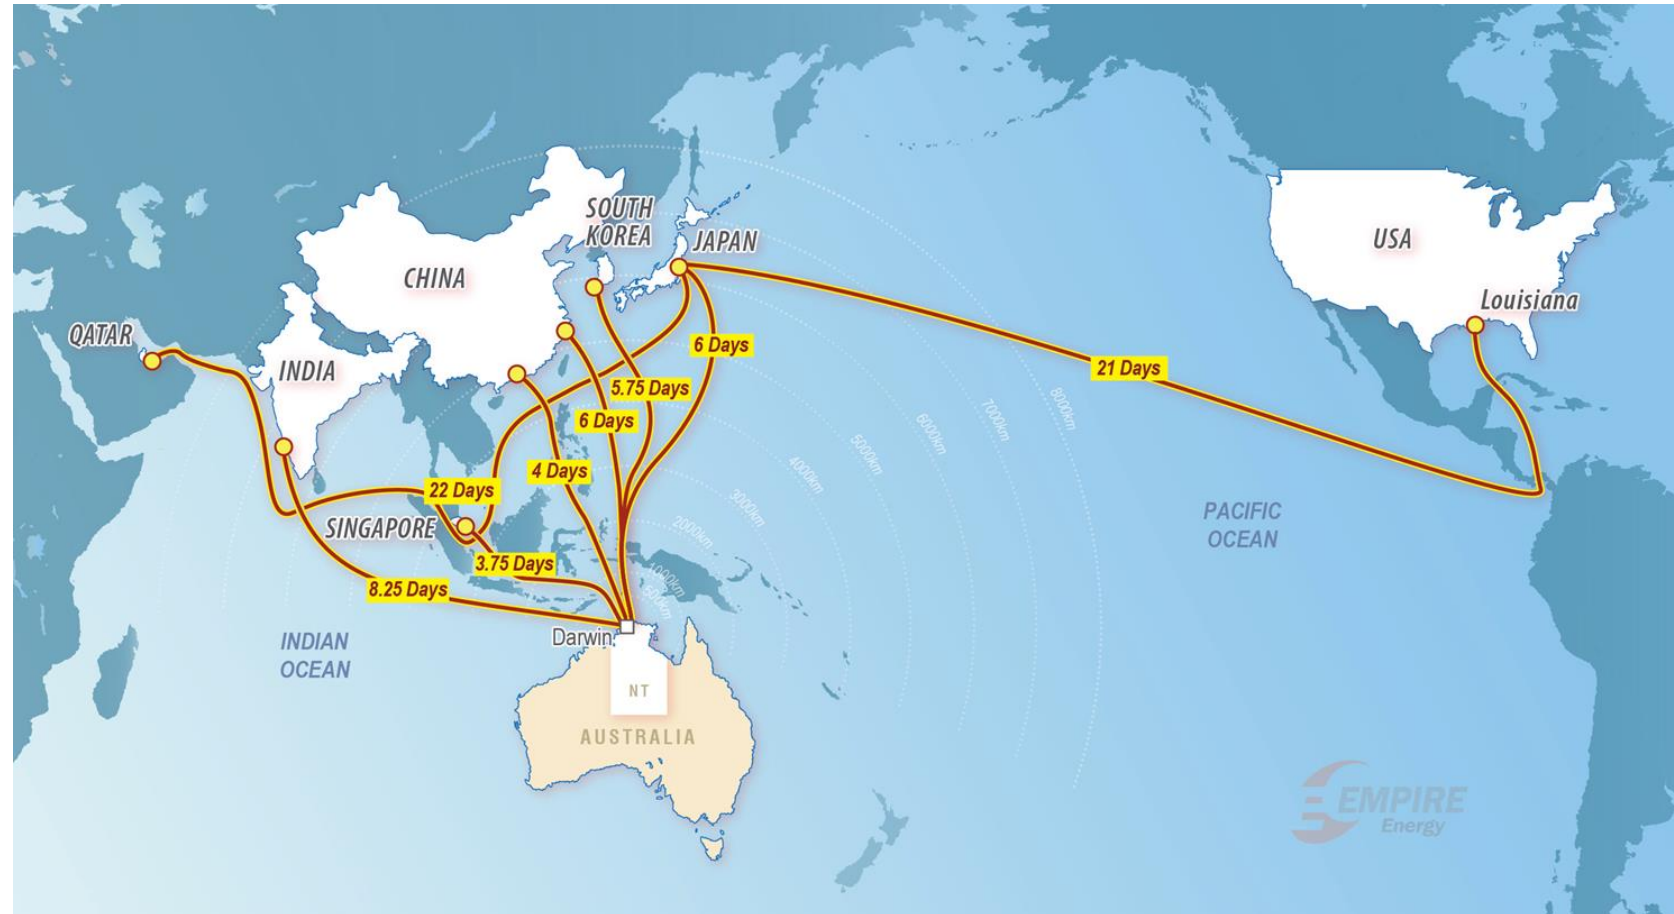 SOUTH
KOREA
JAPAN
USA
CHINA
Louisiana
QATAR
INDIA
6 Days
21 Days
5.75 Days
8000km
7000km
6000km
6 Days
5000km
4 Days
4000km
22 Days
3000km
SINGAPORE
2000km
PACIFIC
OCEAN
3.75 Days
1000km
500km
8.25 Days
Darwin
INDIAN
OCEAN
NT
AUSTRALIA
EMPIRE
Energy